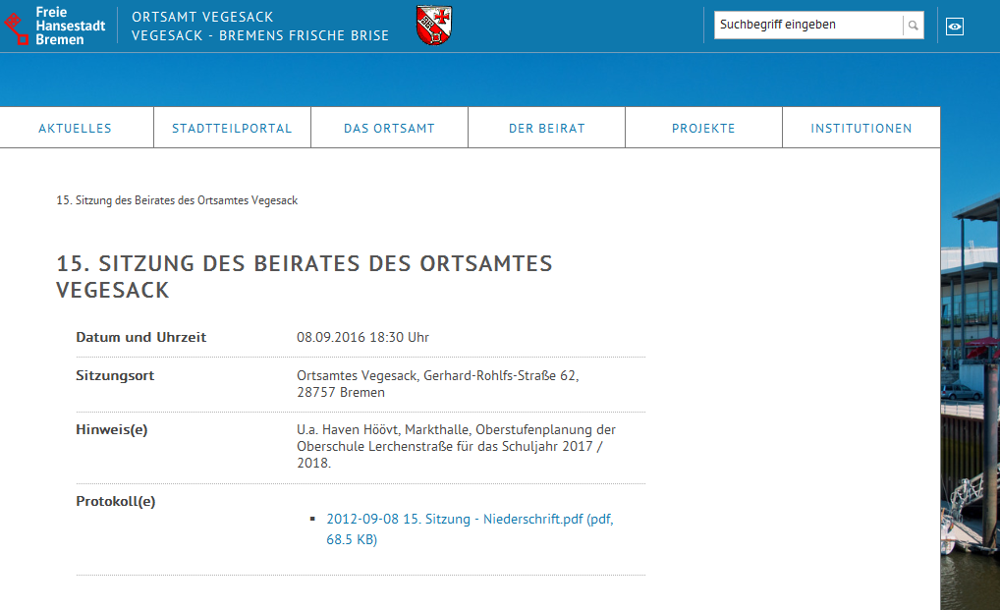 Freie
Hansestadt
Bremen
ORTSAMT VEGESACK
VEGESACK - BREMENS FRISCHE BRISE
Suchbegriff eingeben
AKTUELLES
STADTTEILPORTAL
DAS ORTSAMT
DER BEIRAT
PROJEKTE
INSTITUTIONEN
15. Sitzung des Beirates des Ortsamtes Vegesack
15. SITZUNG DES BEIRATES DES ORTSAMTES
VEGESACK
Datum und Uhrzeit
08.09.2016 18:30 Uhr
Sitzungsort
Ortsamtes Vegesack, Gerhard-Rohlfs-Straße 62,
28757 Bremen
Hinweis(e)
U.a. Haven Höövt, Markthalle, Oberstufenplanung der
Oberschule Lerchenstraße für das Schuljahr 2017 /
2018.
Protokoll(e)
2012-09-08 15. Sitzung - Niederschrift.pdf (pdf,
68.5 KB)